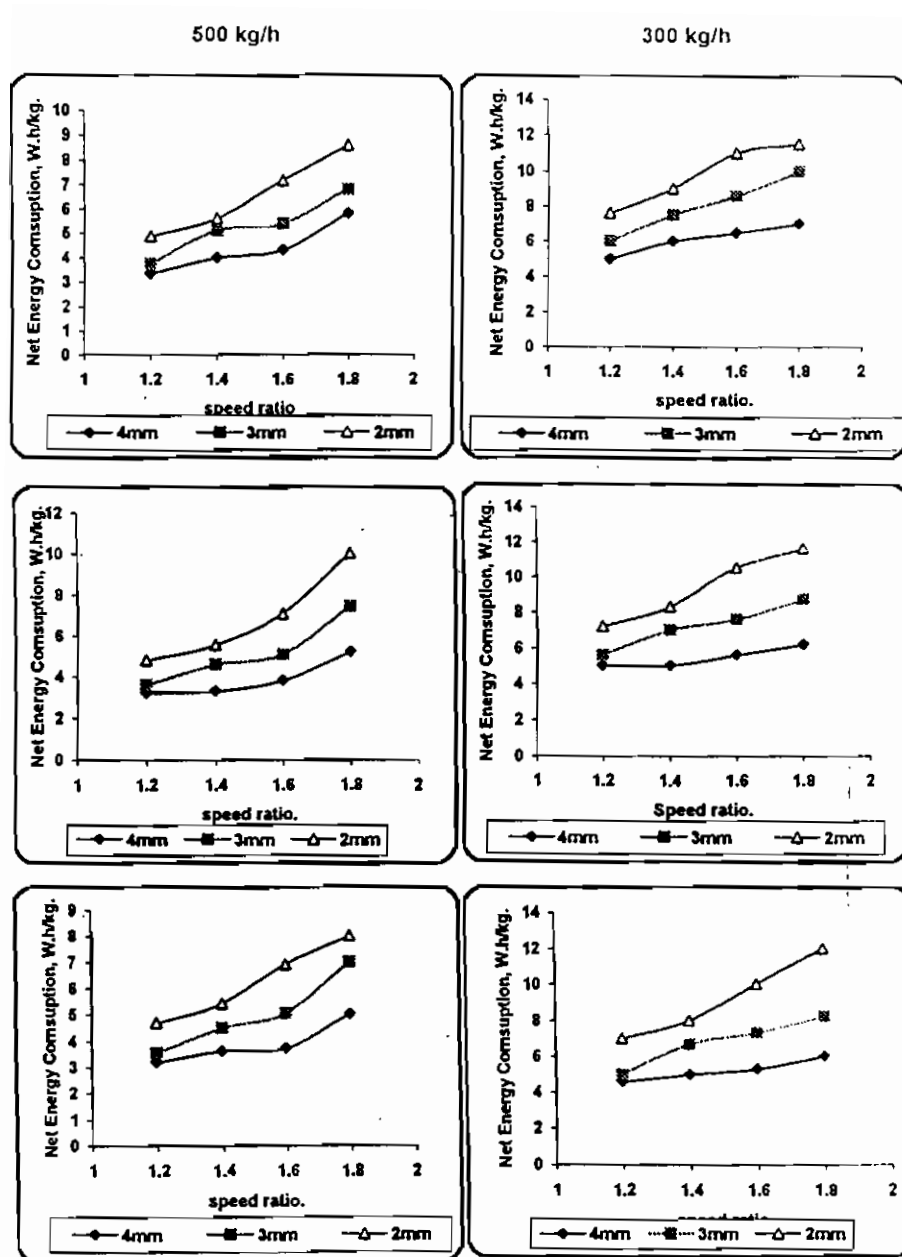 500 kg/h
300 kg/h
Net Energy Comsuption, W.h/kg.
10
9
8
7
6
5
4
3
2
1
0
1 1.2 1.4 1.6 1.8 2
speed ratio.
4mm 3mm 2mm
Net Energy Comsuption, W.h/kg.
14
12
10
8
6
4
2
0
1 1.2 1.4 1.6 1.8 2
speed ratio.
4mm 3mm 2mm
Net Energy Comsuption, W.h/kg.
12
10
8
6
4
2
0
1 1.2 1.4 1.6 1.8 2
speed ratio.
4mm 3mm 2mm
Net Energy Comsuption, W.h/kg.
14
12
10
8
6
4
2
0
1 1.2 1.4 1.6 1.8 2
Speed ratio.
4mm 3mm 2mm
Net Energy Comsuption, W.h/kg.
9
8
7
6
5
4
3
2
1
0
1 1.2 1.4 1.6 1.8 2
speed ratio.
4mm 3mm 2mm
Net Energy Comsuption, W.h/kg.
14
12
10
8
6
4
2
0
1 1.2 1.4 1.6 1.8 2
speed ratio
4mm 3mm 2mm